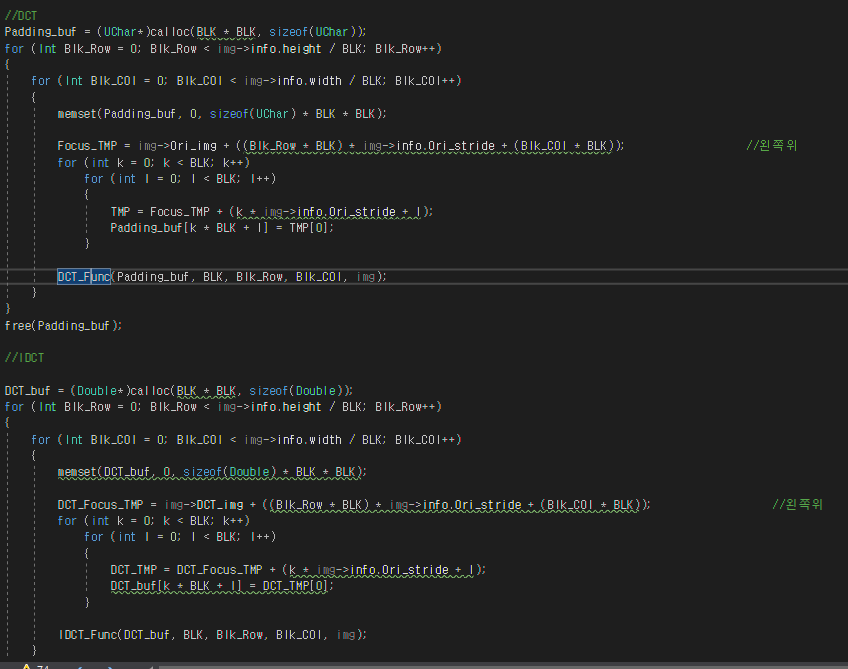 //DCT
Padding_buf = (UChar*)calloc(BLK * BLK, sizeof(UChar));
for (Int Blk_Row = 0; Blk_Row < img->info.height / BLK; Blk_Row++)
{
for (Int Blk_COl = 0; Blk_COl < img->info.width / BLK; Blk_COl++)
{
memset(Padding_buf, 0, sizeof(UChar) * BLK * BLK);
Focus_TMP = img->Ori_img + ((Blk_Row * BLK) * img->info.Ori_stride + (Blk_COl * BLK)); //왼쪽위
for (int k = 0; k < BLK; k++)
for (int l = 0; l < BLK; l++)
{
TMP = Focus_TMP + (k * img->info.Ori_stride + l);
Padding_buf[k * BLK + l] = TMP[0];
}
DCT_Func(Padding_buf, BLK, Blk_Row, Blk_COl, img);
}
}
free(Padding_buf);
//IDCT
DCT_buf = (Double*)calloc(BLK * BLK, sizeof(Double));
for (Int Blk_Row = 0; Blk_Row < img->info.height / BLK; Blk_Row++)
{
for (Int Blk_COl = 0; Blk_COl < img->info.width / BLK; Blk_COl++)
{
memset(DCT_buf, 0, sizeof(Double) * BLK * BLK);
DCT_Focus_TMP = img->DCT_img + ((Blk_Row * BLK) * img->info.Ori_stride + (Blk_COl * BLK)); //왼쪽위
for (int k = 0; k < BLK; k++)
for (int l = 0; l < BLK; l++)
{
DCT_TMP = DCT_Focus_TMP + (k * img->info.Ori_stride + l);
DCT_buf[k * BLK + l] = DCT_TMP[0];
}
IDCT_Func(DCT_buf, BLK, Blk_Row, Blk_COl, img);
}